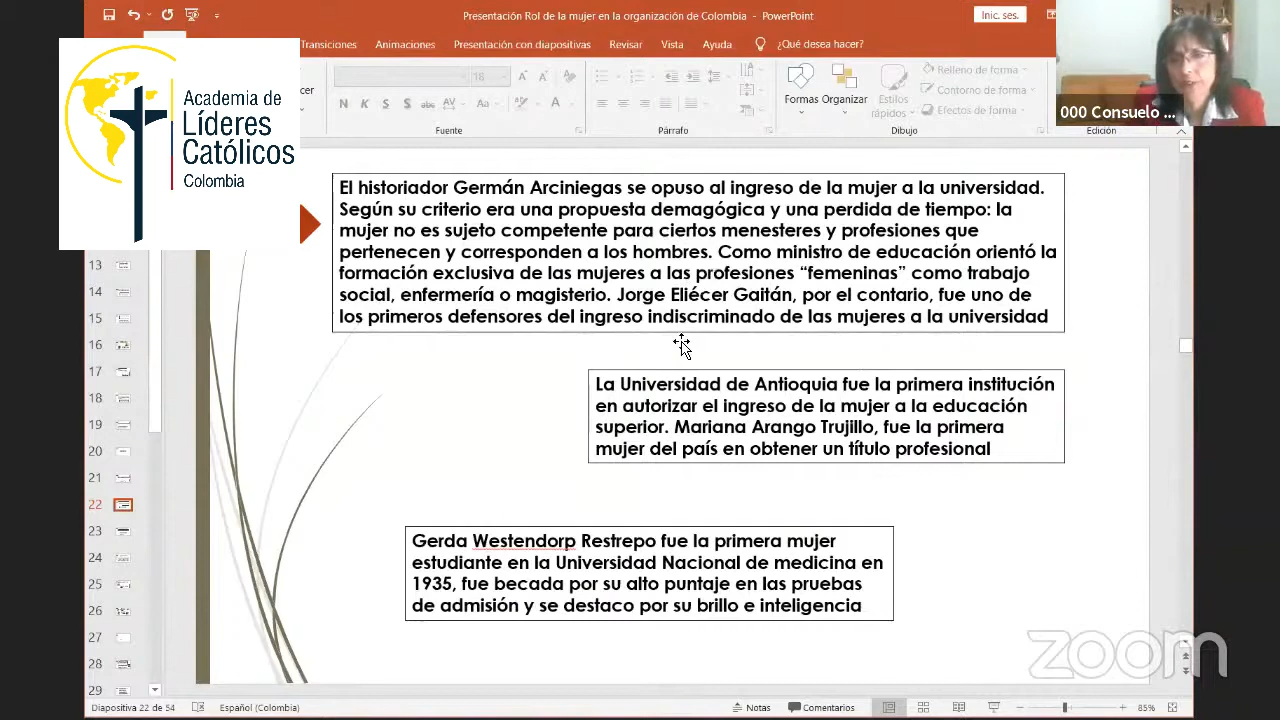 Presentación Rol de la mujer en la organización de Colombia - PowerPoint
Inic. ses.
Transiciones Animaciones Presentación con diapositivas Revisar Vista Ayuda ¿Qué desea hacer?
18
Formas Organizar Estilos rápidos
Relleno de forma
Contorno de forma
Efectos de forma
Fuente Párrafo Dibujo Edición
000 Consuelo ...
Academia de
Líderes
Católicos
Colombia
El historiador Germán Arciniegas se opuso al ingreso de la mujer a la universidad.
Según su criterio era una propuesta demagógica y una perdida de tiempo: la
mujer no es sujeto competente para ciertos menesteres y profesiones que
pertenecen y corresponden a los hombres. Como ministro de educación orientó la
formación exclusiva de las mujeres a las profesiones “femeninas” como trabajo
social, enfermería o magisterio. Jorge Eliécer Gaitán, por el contario, fue uno de
los primeros defensores del ingreso indiscriminado de las mujeres a la universidad
La Universidad de Antioquia fue la primera institución
en autorizar el ingreso de la mujer a la educación
superior. Mariana Arango Trujillo, fue la primera
mujer del país en obtener un título profesional
Gerda Westendorp Restrepo fue la primera mujer
estudiante en la Universidad Nacional de medicina en
1935, fue becada por su alto puntaje en las pruebas
de admisión y se destaco por su brillo e inteligencia
13
14
15
16
17
18
19
20
21
22
23
24
25
26
27
28
29
zoom
Diapositiva 22 de 54 Español (Colombia) Notas Comentarios 85%